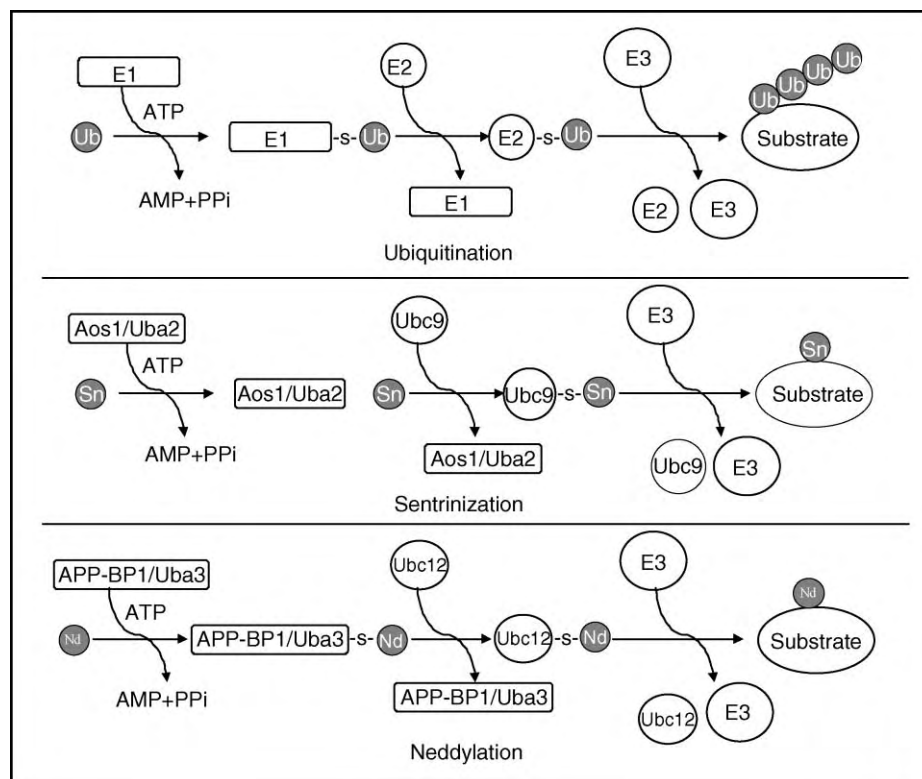 E1
E2
E3
ATP
Ub
E1 -s- Ub
E2 -s- Ub
Ub Ub Ub Ub
Substrate
AMP+PPi
E1
E2 E3
Ubiquitination
Aos1/Uba2
Ubc9
E3
ATP
Sn
Aos1/Uba2
Sn
Ubc9 -s- Sn
Sn
Substrate
AMP+PPi
Aos1/Uba2
Ubc9 E3
Sentrinization
APP-BP1/Uba3
Ubc12
E3
ATP
Nd
APP-BP1/Uba3 -s- Nd
Ubc12 -s- Nd
Nd
Substrate
AMP+PPi
APP-BP1/Uba3
Ubc12 E3
Neddylation